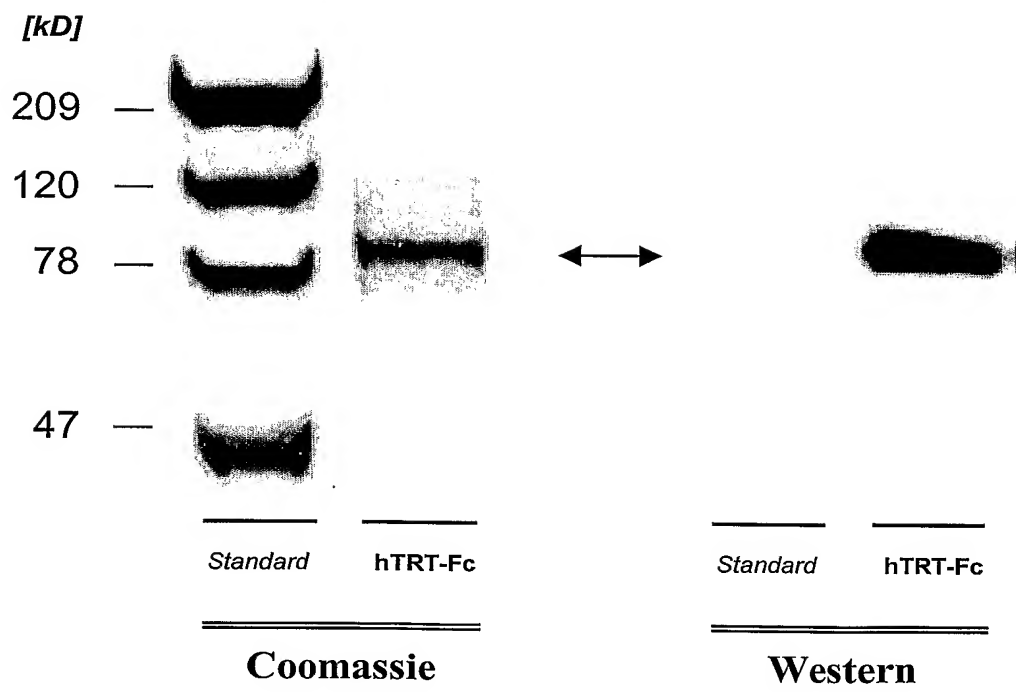 [kD]
209
120
78
47
Standard hTRT-Fc Standard hTRT-Fc
Coomassie Western